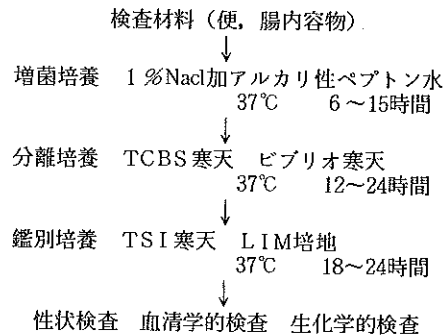 検査材料（便，腸内容物）
↓
増菌培養　1％Nacl加アルカリ性ペプトン水
37℃　6～15時間
↓
分離培養　TCBS寒天　ビブリオ寒天
37℃　12～24時間
↓
鑑別培養　TSI寒天　LIM培地
37℃　18～24時間
↓
性状検査　血清学的検査　生化学的検査